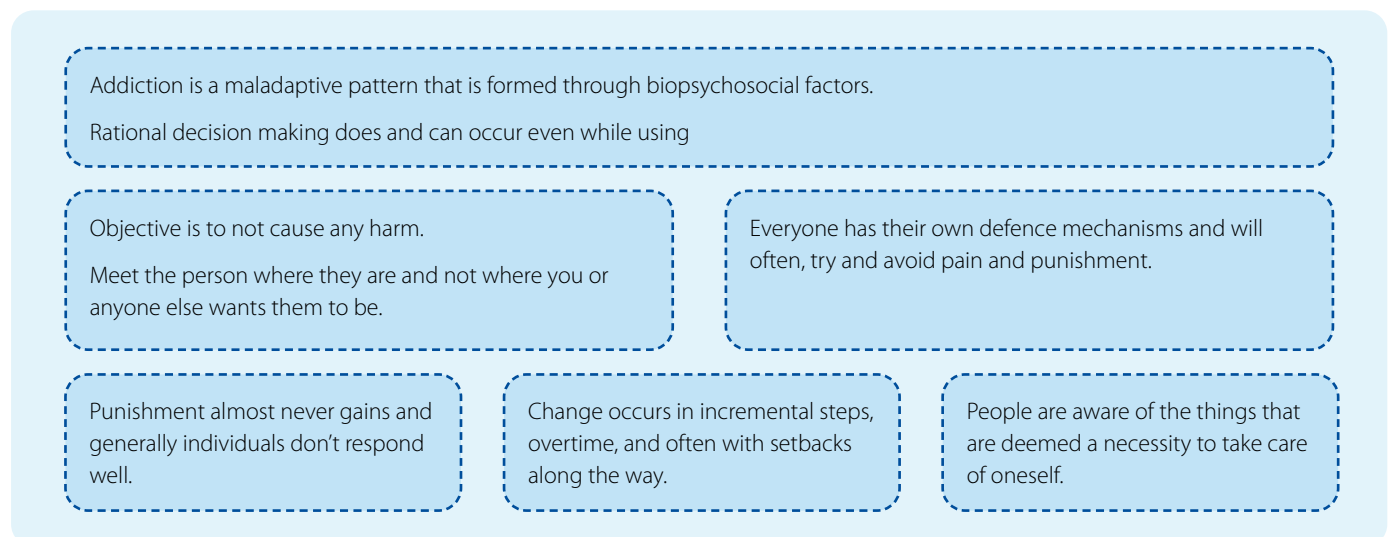 Addiction is a maladaptive pattern that is formed through biopsychosocial factors.
Rational decision making does and can occur even while using
Objective is to not cause any harm.
Meet the person where they are and not where you or
anyone else wants them to be.
Everyone has their own defence mechanisms and will
often, try and avoid pain and punishment.
Punishment almost never gains and
generally individuals don’t respond
well.
Change occurs in incremental steps,
overtime, and often with setbacks
along the way.
People are aware of the things that
are deemed a necessity to take care
of oneself.